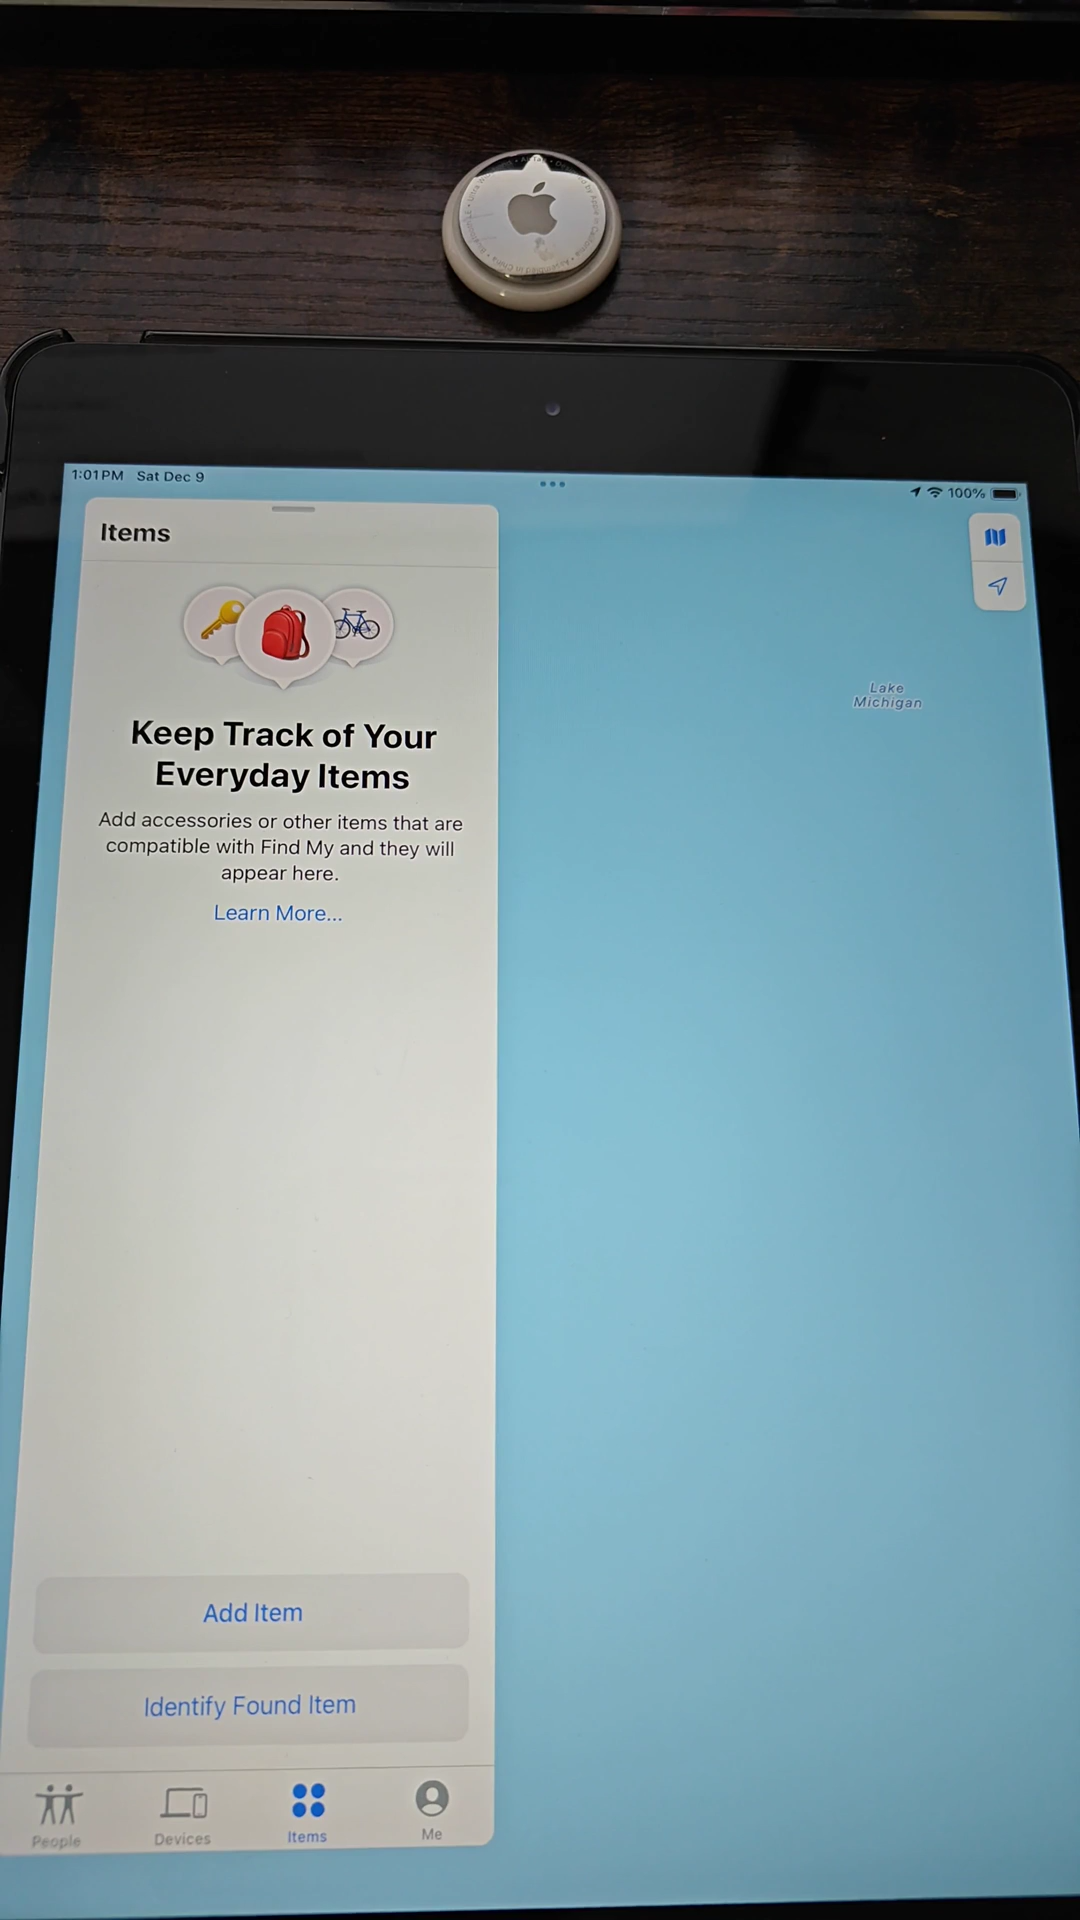 1:01 PM Sat Dec 9
100%
Items
Lake
Michigan
Keep Track of Your
Everyday Items
Add accessories or other items that are
compatible with Find My and they will
appear here.
Learn More...
Add Item
Identify Found Item
People
Devices
Items
Me